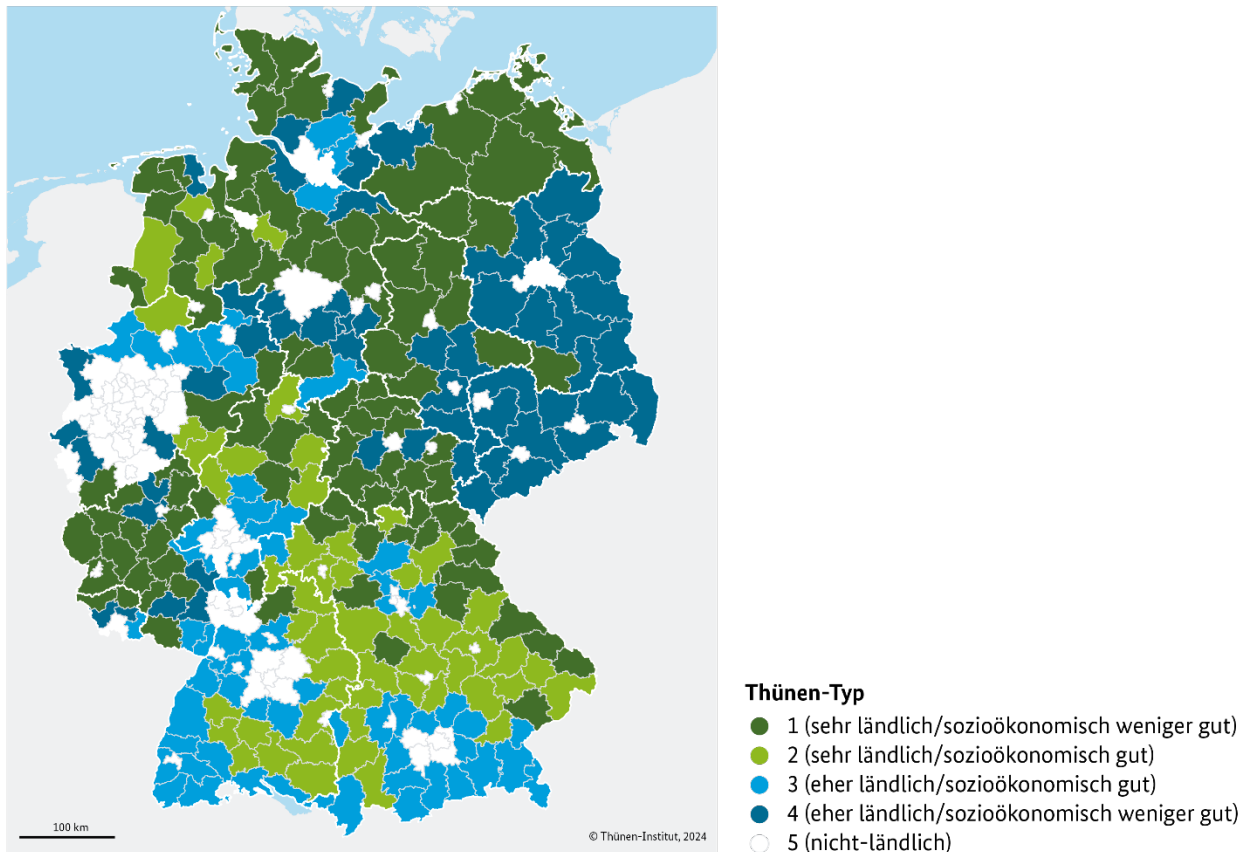 Thünen-Typ
1 (sehr ländlich/sozioökonomisch weniger gut)
2 (sehr ländlich/sozioökonomisch gut)
3 (eher ländlich/sozioökonomisch gut)
4 (eher ländlich/sozioökonomisch weniger gut)
5 (nicht-ländlich)
100 km
© Thünen-Institut, 2024